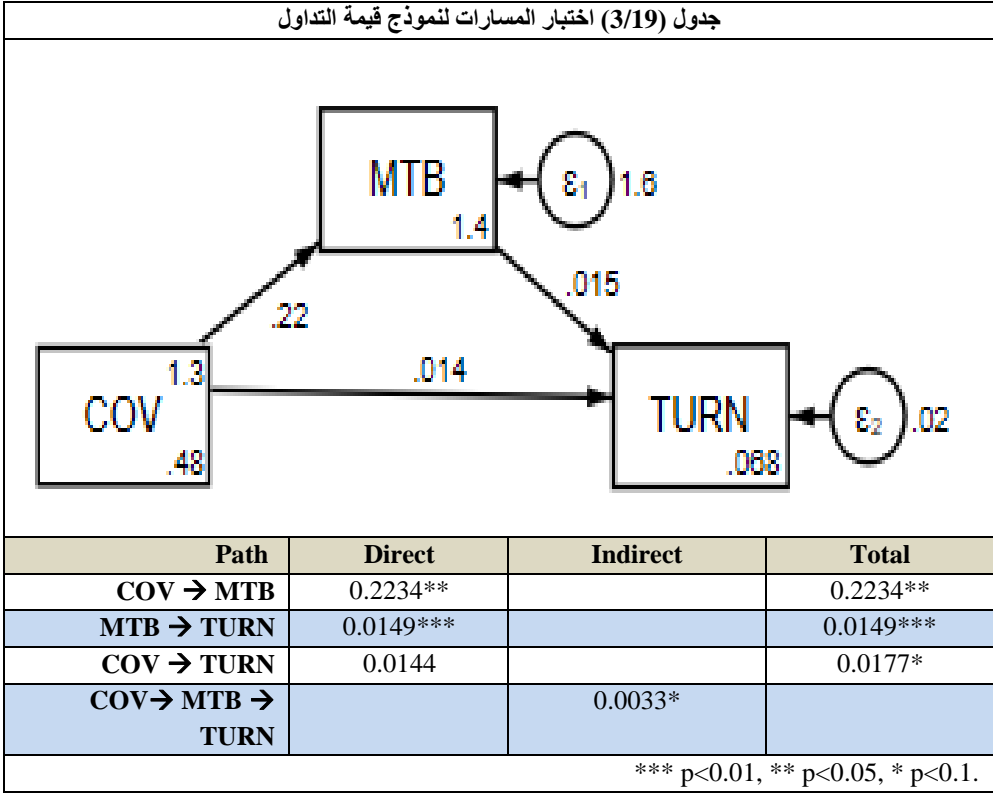 جدول (3/19) اختبار المسارات لنموذج قيمة التداول
MTB
1.4
ε₁
1.6
.22
.015
1.3
COV
.48
.014
TURN
.068
ε₂
.02
Path Direct Indirect Total
COV → MTB 0.2234** 0.2234**
MTB → TURN 0.0149*** 0.0149***
COV → TURN 0.0144 0.0177*
COV→ MTB → 0.0033*
TURN
*** p<0.01, ** p<0.05, * p<0.1.